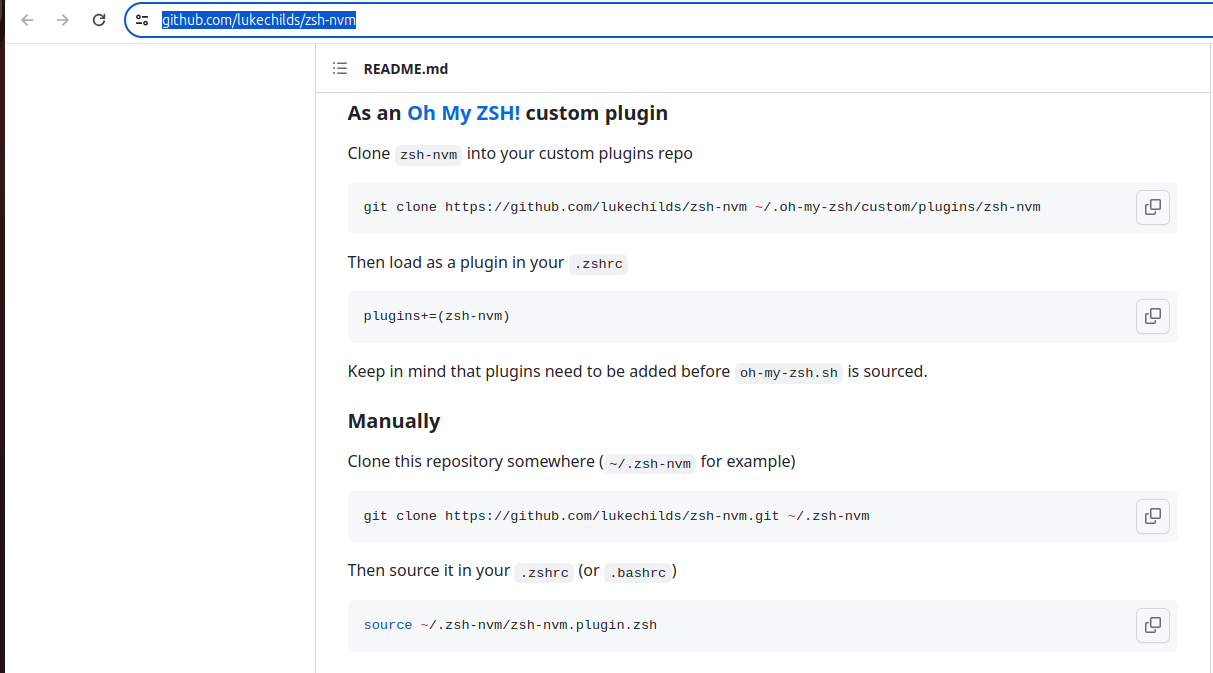 github.com/lukechilds/zsh-nvm
README.md
As an Oh My ZSH! custom plugin
Clone zsh-nvm into your custom plugins repo
git clone https://github.com/lukechilds/zsh-nvm ~/.oh-my-zsh/custom/plugins/zsh-nvm
Then load as a plugin in your .zshrc
plugins+=(zsh-nvm)
Keep in mind that plugins need to be added before oh-my-zsh.sh is sourced.
Manually
Clone this repository somewhere ( ~/.zsh-nvm for example)
git clone https://github.com/lukechilds/zsh-nvm.git ~/.zsh-nvm
Then source it in your .zshrc (or .bashrc )
source ~/.zsh-nvm/zsh-nvm.plugin.zsh